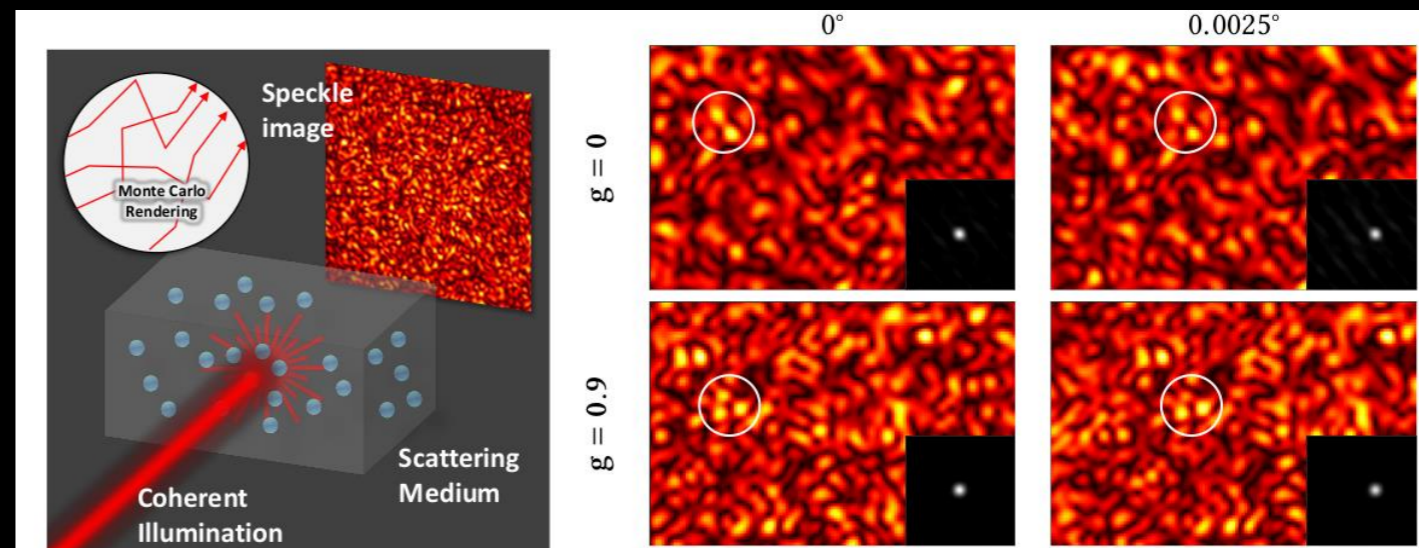 Speckle
image
Monte Carlo
Rendering
Scattering
Medium
Coherent
Illumination
0°
0.0025°
g = 0
g = 0.9